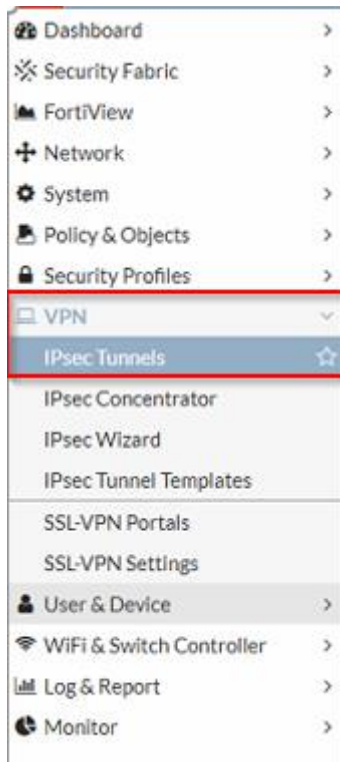 Dashboard
Security Fabric
FortiView
Network
System
Policy & Objects
Security Profiles
VPN
IPsec Tunnels
IPsec Concentrator
IPsec Wizard
IPsec Tunnel Templates
SSL-VPN Portals
SSL-VPN Settings
User & Device
WiFi & Switch Controller
Log & Report
Monitor